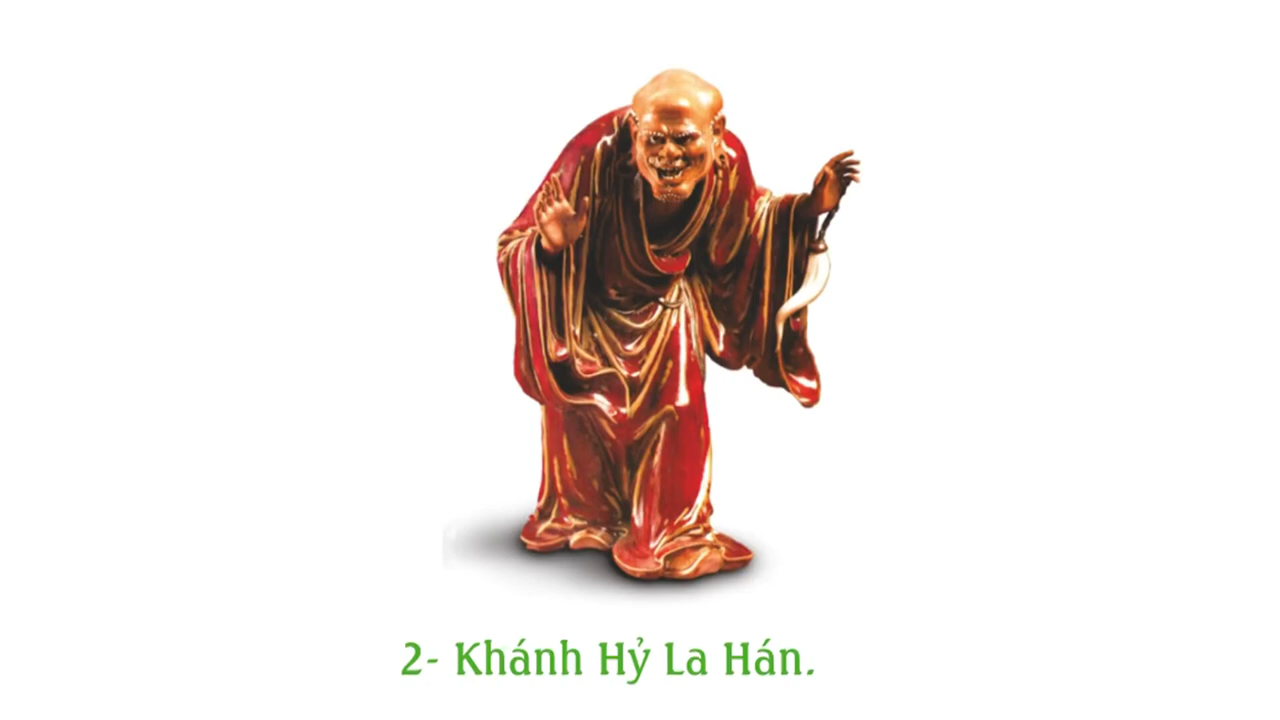 2- Khánh Hỷ La Hán.